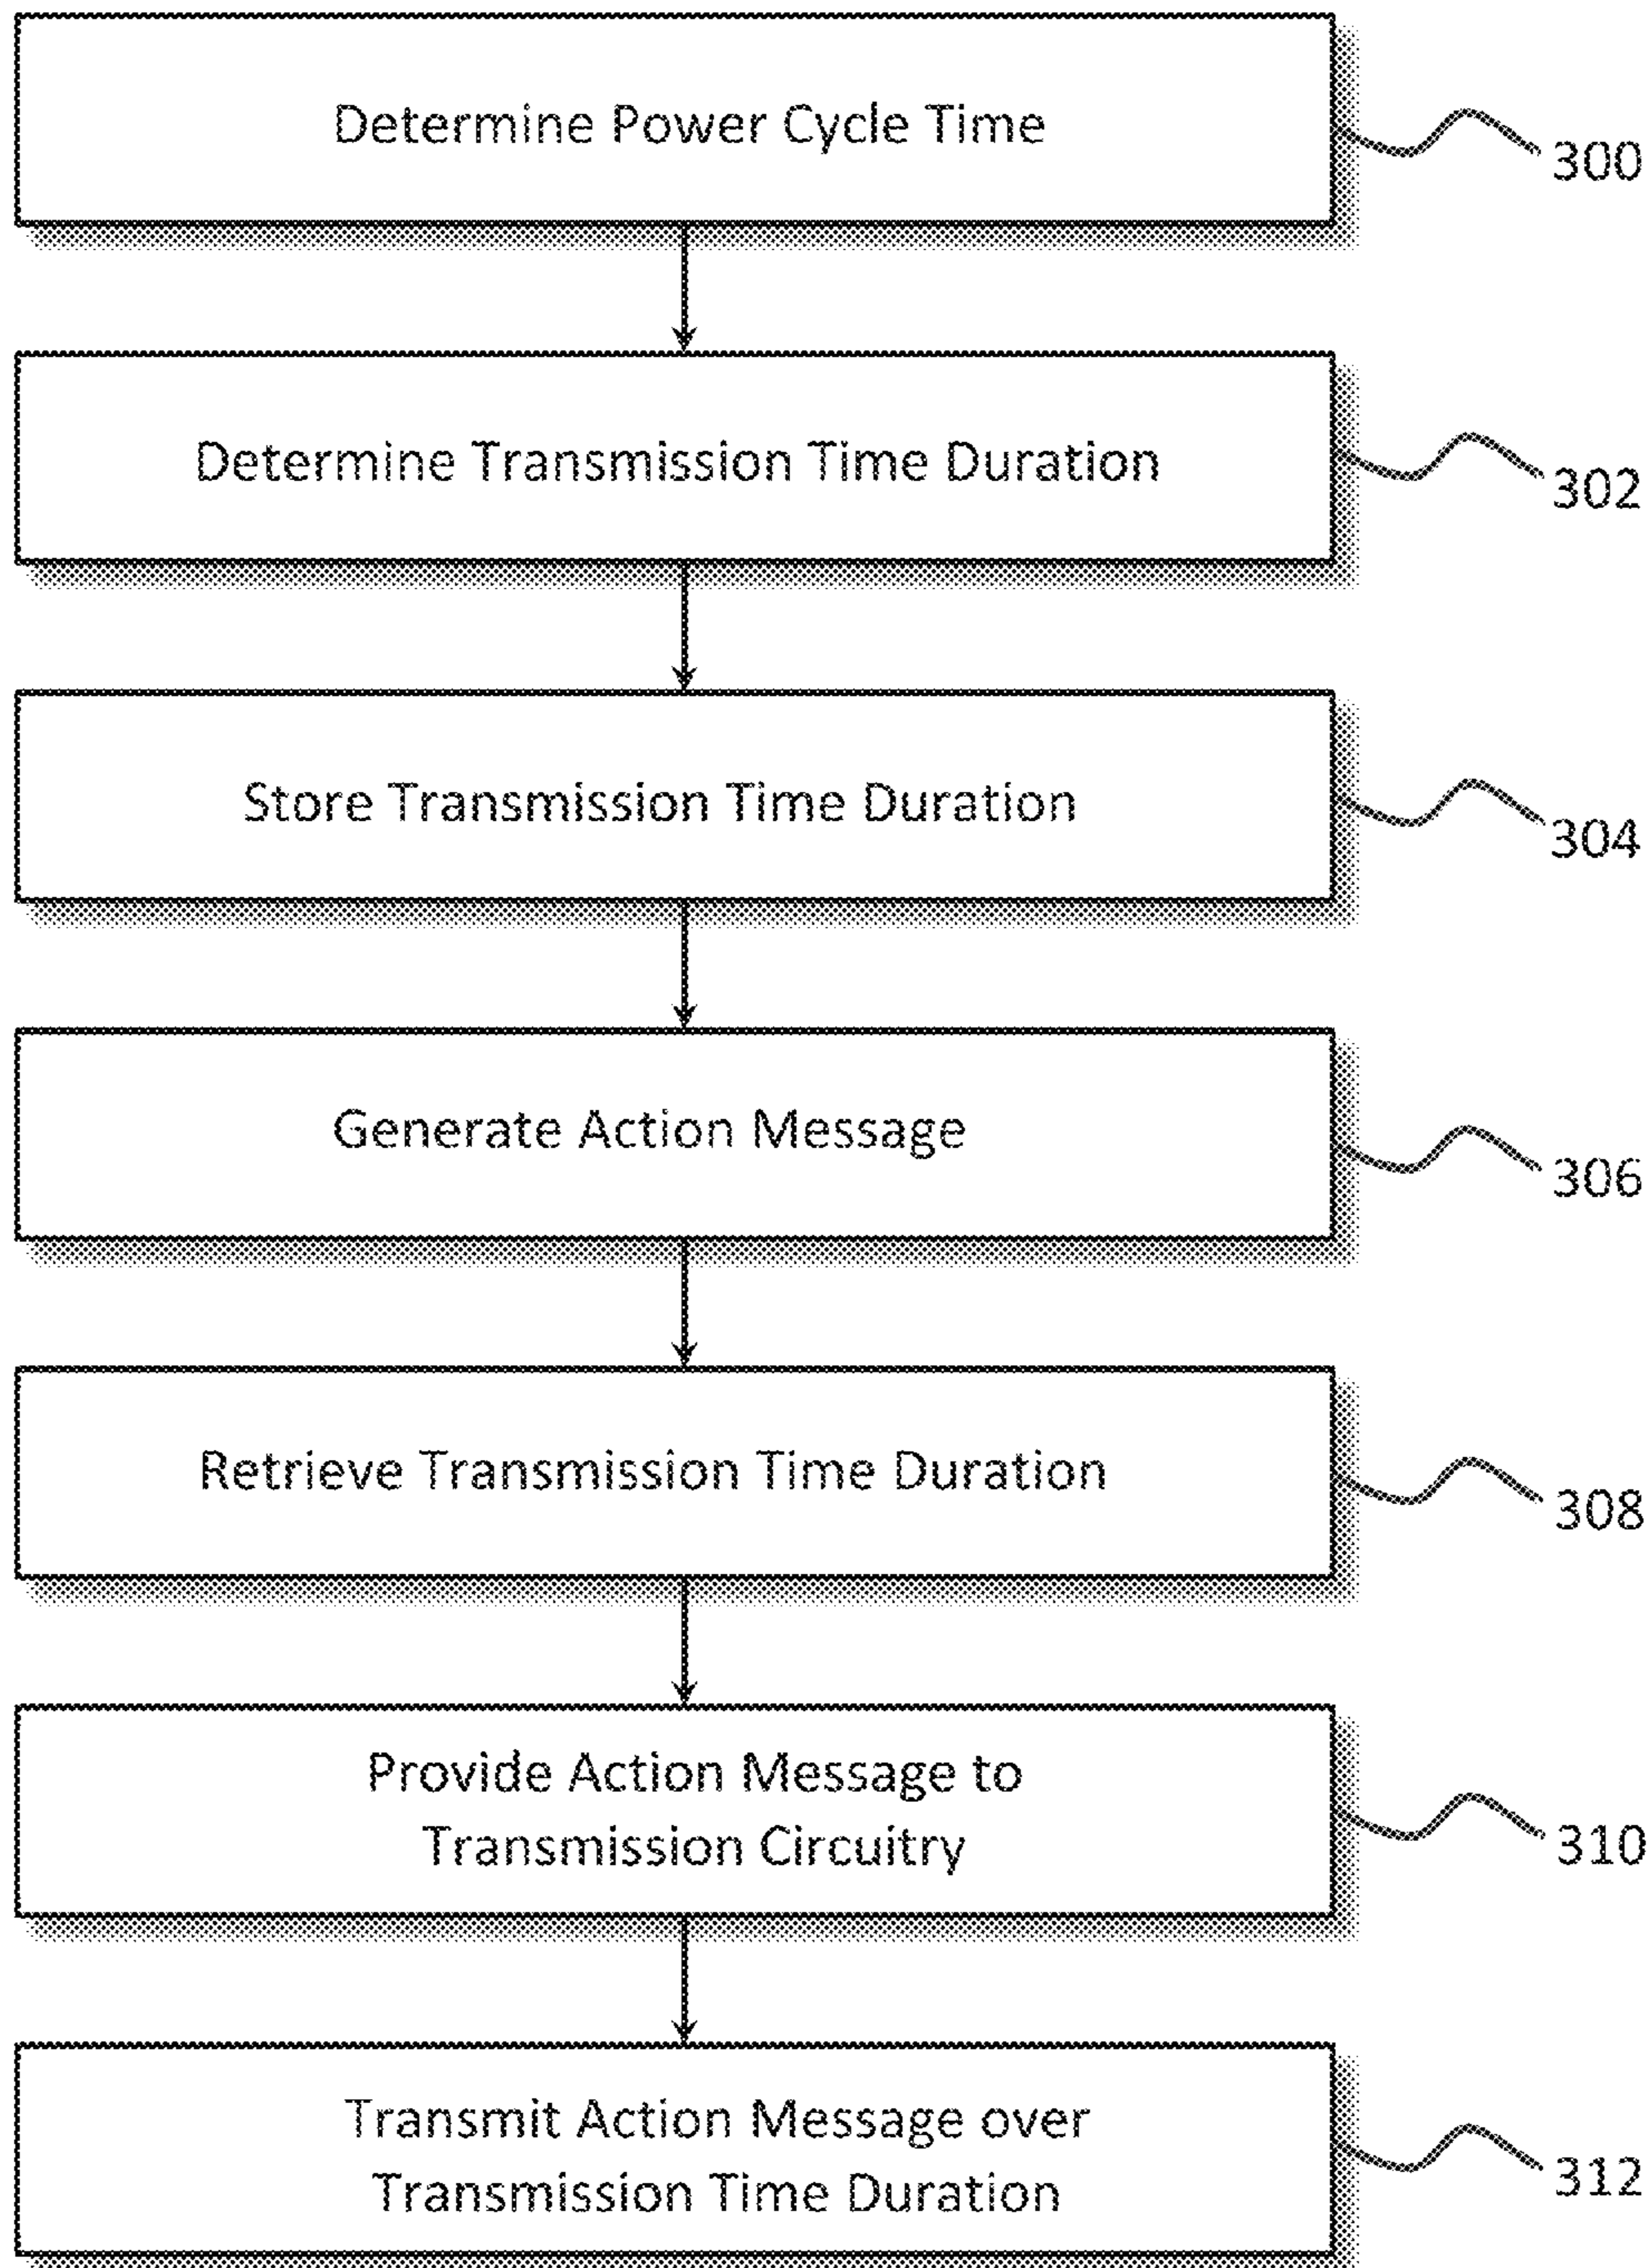 Determine Power Cycle Time
300
Determine Transmission Time Duration
302
Store Transmission Time Duration
304
Generate Action Message
306
Retrieve Transmission Time Duration
308
Provide Action Message to
Transmission Circuitry
310
Transmit Action Message over
Transmission Time Duration
312